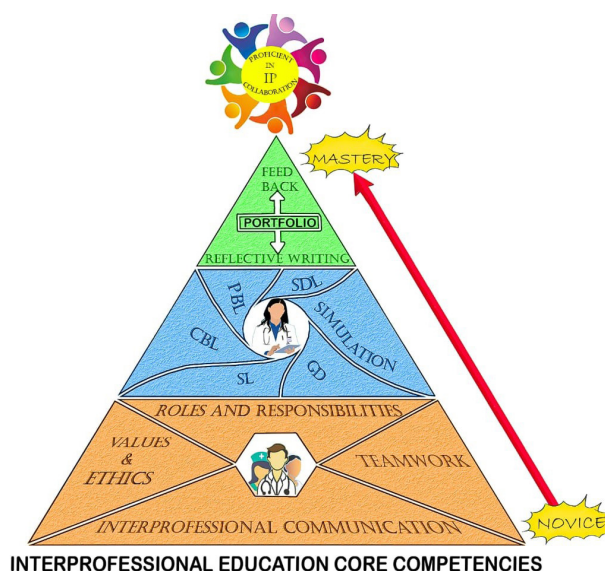 PROFICIENT
IN
IP
COLLABORATION
MASTERY
FEED
BACK
PORTFOLIO
REFLECTIVE WRITING
PBL
SDL
SIMULATION
CBL
SL
GD
ROLES AND RESPONSIBILITIES
VALUES
&
ETHICS
TEAMWORK
INTERPROFESSIONAL COMMUNICATION
NOVICE
INTERPROFESSIONAL EDUCATION CORE COMPETENCIES